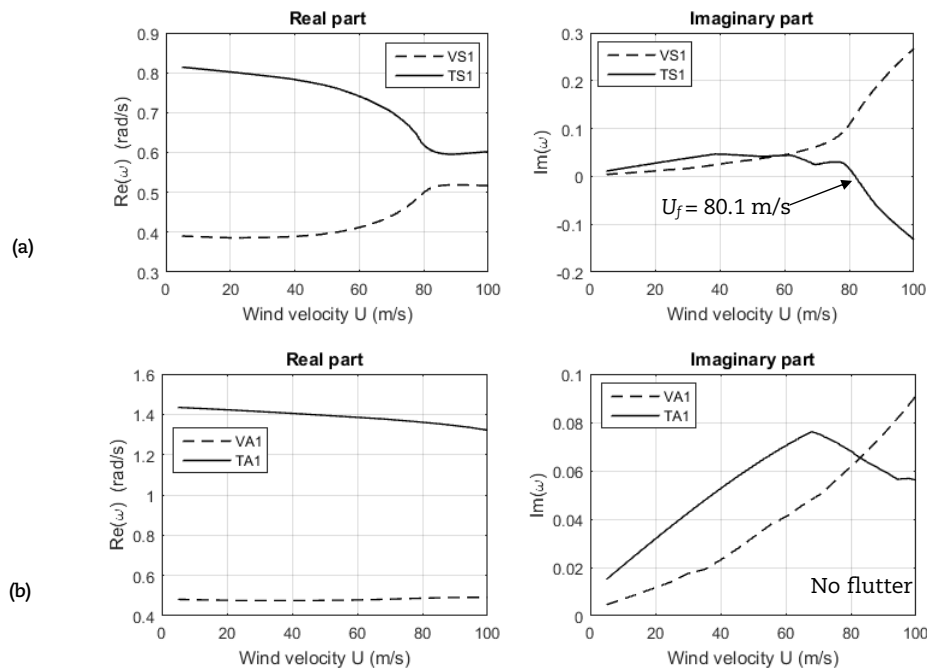 Real part
0.9
0.8
0.7
0.6
0.5
0.4
0.3
0 20 40 60 80 100
Re(ω) (rad/s)
Wind velocity U (m/s)
VS1
TS1
Imaginary part
0.3
0.2
0.1
0
-0.1
-0.2
0 20 40 60 80 100
Im(ω)
Wind velocity U (m/s)
VS1
TS1
U_f = 80.1 m/s
(a)
Real part
1.6
1.4
1.2
1
0.8
0.6
0.4
0 20 40 60 80 100
Re(ω) (rad/s)
Wind velocity U (m/s)
VA1
TA1
Imaginary part
0.1
0.08
0.06
0.04
0.02
0
0 20 40 60 80 100
Im(ω)
Wind velocity U (m/s)
VA1
TA1
No flutter
(b)